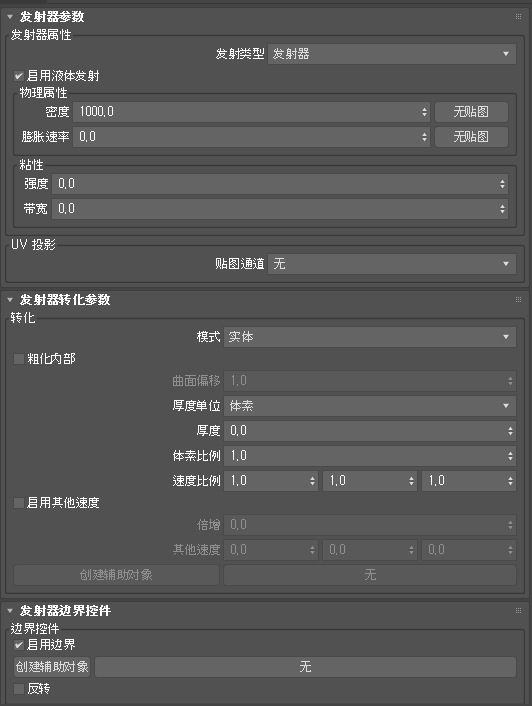 发射器参数
发射器属性
发射类型 发射器
启用液体发射
物理属性
密度 1000.0 无贴图
膨胀速率 0.0 无贴图
粘性
强度 0.0
带宽 0.0
UV 投影
贴图通道 无
发射器转化参数
转化
模式 实体
粗化内部
曲面偏移 1.0
厚度单位 体素
厚度 0.0
体素比例 1.0
速度比例 1.0 1.0 1.0
启用其他速度
倍增 0.0
其他速度 0.0 0.0 0.0
创建辅助对象 无
发射器边界控件
边界控件
启用边界
创建辅助对象 无
反转